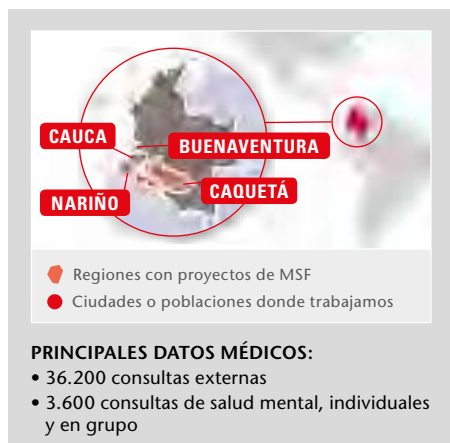 CAUCA
BUENAVENTURA
NARIÑO
CAQUETÁ
Regiones con proyectos de MSF
Ciudades o poblaciones donde trabajamos
PRINCIPALES DATOS MÉDICOS:
• 36.200 consultas externas
• 3.600 consultas de salud mental, individuales
y en grupo